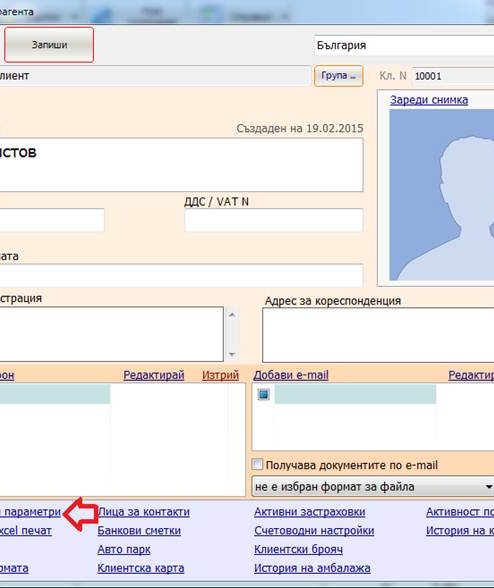 рагента
Запиши
България
лиент
Група ..
Кл. N 10001
Зареди снимка
Създаден на 19.02.2015
истов
ДДС / VAT N
ата
страция
Адрес за кореспонденция
он Редактирай Изтрий Добави e-mail Редактир
Получава документите по e-mail
не е избран формат за файла
параметри Лица за контакти Активни застраховки Активност по
xcel печат Банкови сметки Счетоводни настройки История на к
Авто парк Клиентски брояч
рмата Клиентска карта История на амбалажа